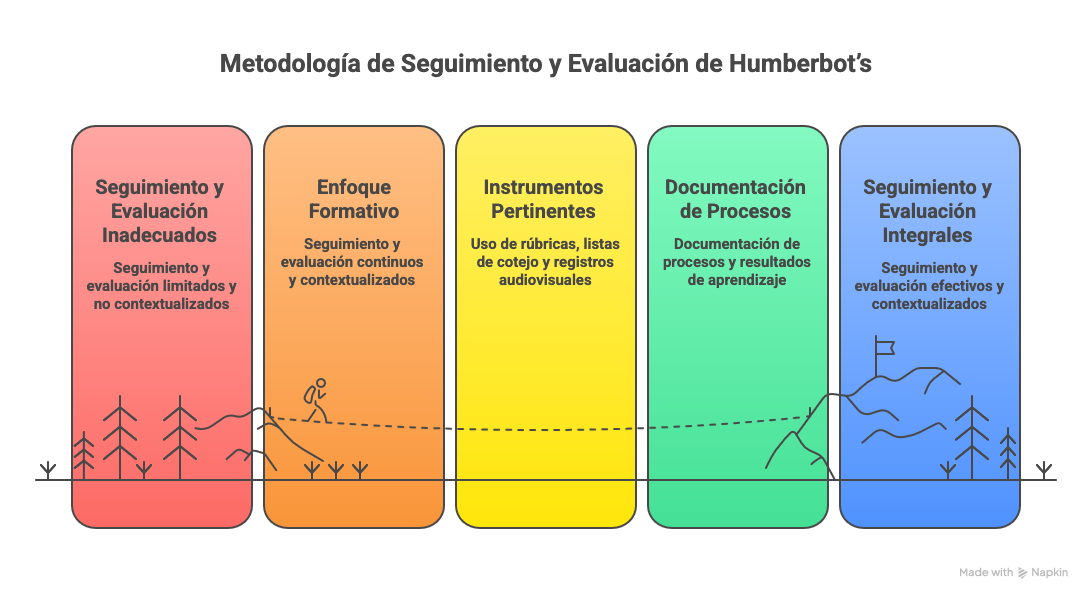 Metodología de Seguimiento y Evaluación de Humberbot’s
Seguimiento y
Evaluación
Inadecuados
Seguimiento y
evaluación limitados y
no contextualizados
Enfoque
Formativo
Seguimiento y
evaluación continuos
y contextualizados
Instrumentos
Pertinentes
Uso de rúbricas, listas
de cotejo y registros
audiovisuales
Documentación
de Procesos
Documentación de
procesos y resultados
de aprendizaje
Seguimiento y
Evaluación
Integrales
Seguimiento y
evaluación efectivos y
contextualizados
Made with Napkin